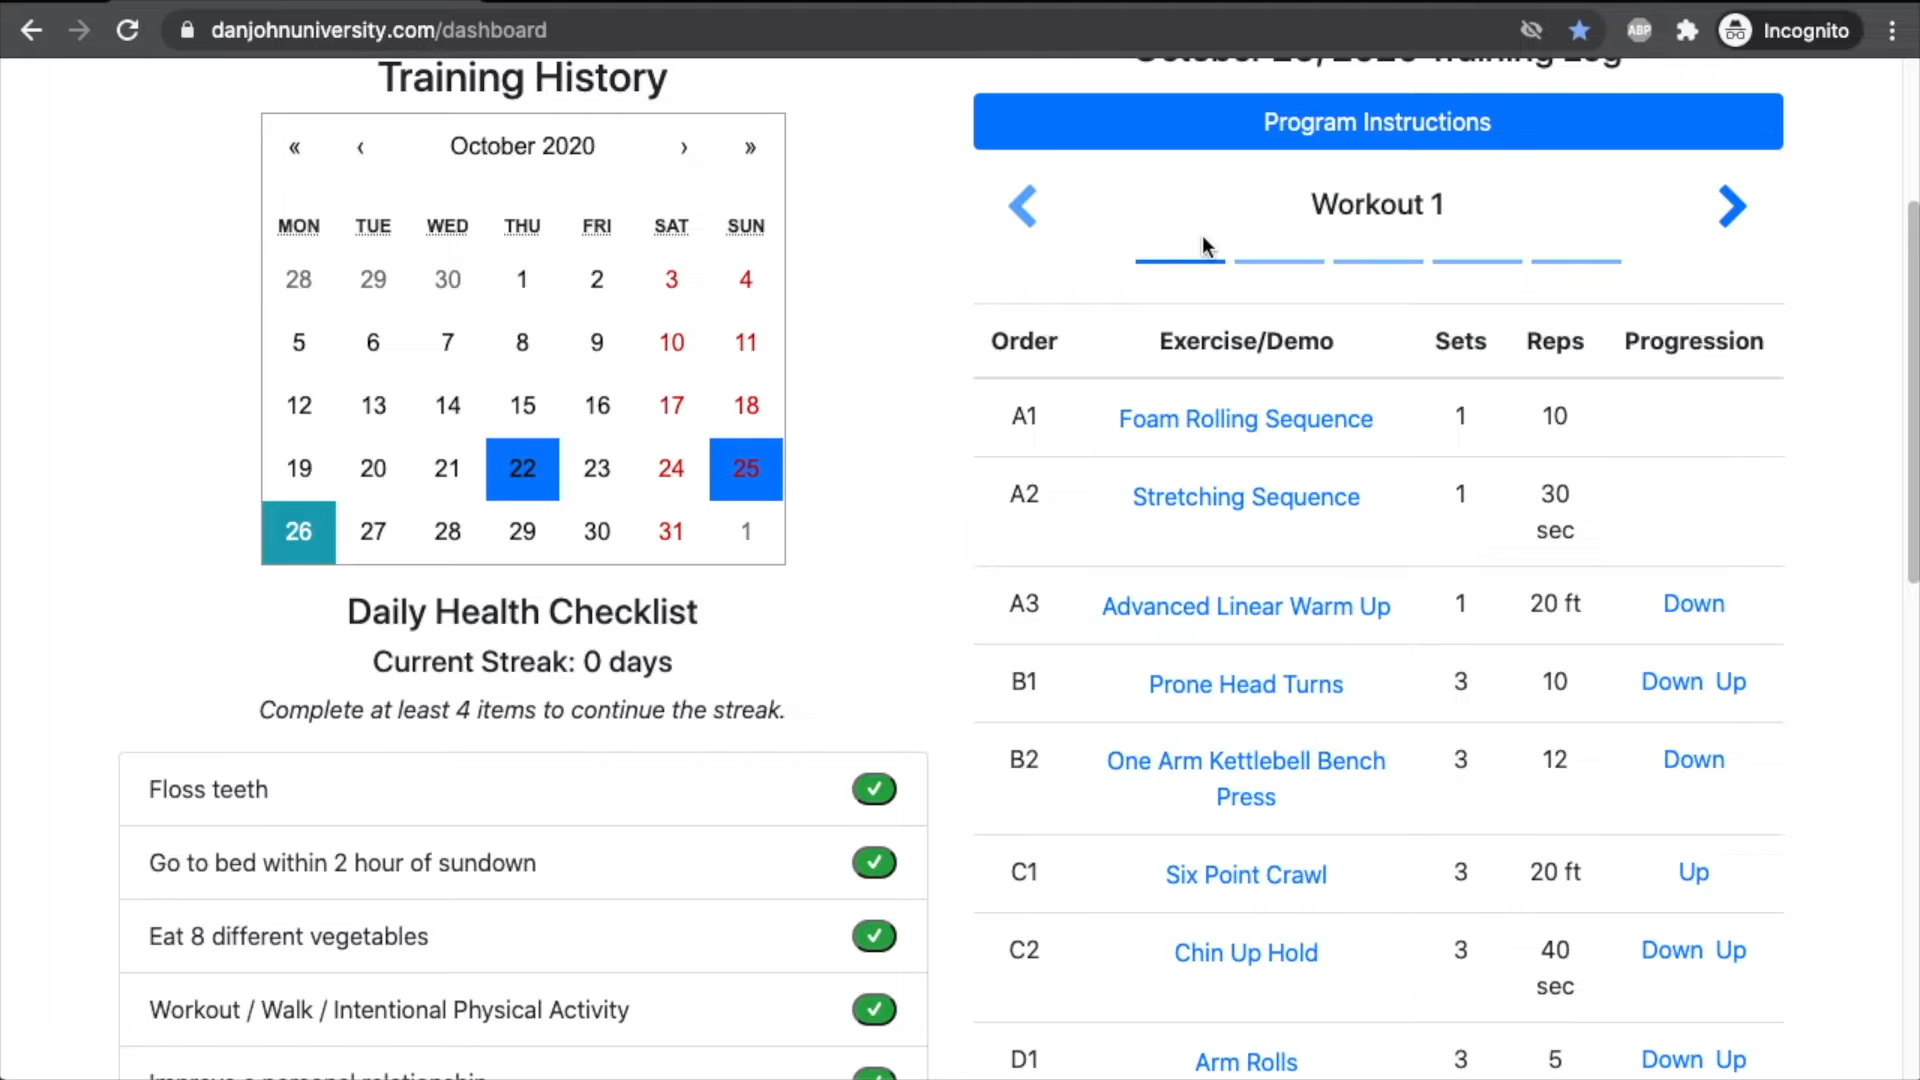 danjohnuniversity.com/dashboard
ABP
Incognito
Training History
« ‹ October 2020 › »
MON TUE WED THU FRI SAT SUN
28 29 30 1 2 3 4
5 6 7 8 9 10 11
12 13 14 15 16 17 18
19 20 21 22 23 24 25
26 27 28 29 30 31 1
Daily Health Checklist
Current Streak: 0 days
Complete at least 4 items to continue the streak.
Floss teeth
Go to bed within 2 hour of sundown
Eat 8 different vegetables
Workout / Walk / Intentional Physical Activity
Improve a personal relationship
Training Log
Program Instructions
Workout 1
Order Exercise/Demo Sets Reps Progression
A1 Foam Rolling Sequence 1 10
A2 Stretching Sequence 1 30
sec
A3 Advanced Linear Warm Up 1 20 ft Down
B1 Prone Head Turns 3 10 Down Up
B2 One Arm Kettlebell Bench 3 12 Down
Press
C1 Six Point Crawl 3 20 ft Up
C2 Chin Up Hold 3 40 Down Up
sec
D1 Arm Rolls 3 5 Down Up